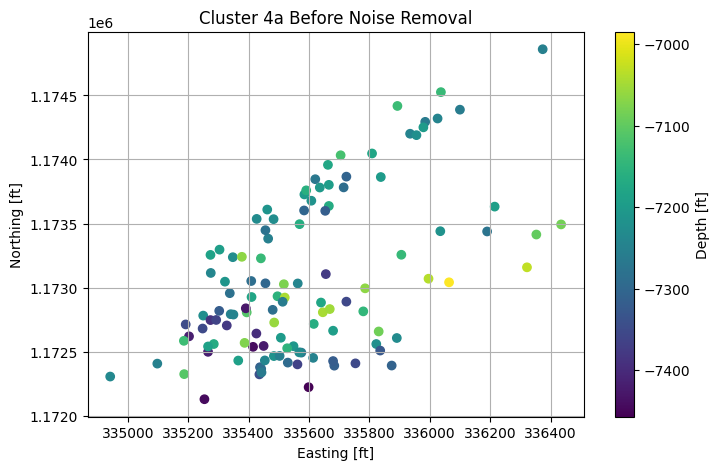 Cluster 4a Before Noise Removal
1e6
1.1745
1.1740
1.1735
1.1730
1.1725
1.1720
Northing [ft]
335000 335200 335400 335600 335800 336000 336200 336400
Easting [ft]
−7000
−7100
−7200
−7300
−7400
Depth [ft]